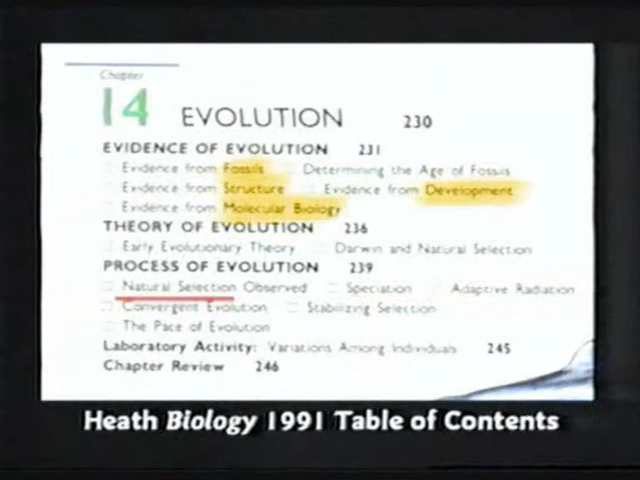 Chapter
14 EVOLUTION 230
EVIDENCE OF EVOLUTION 231
Evidence from Fossils Determining the Age of Fossils
Evidence from Structure Evidence from Development
Evidence from Molecular Biology
THEORY OF EVOLUTION 236
Early Evolutionary Theory Darwin and Natural Selection
PROCESS OF EVOLUTION 239
Natural Selection Observed Speciation Adaptive Radiation
Convergent Evolution Stabilizing Selection
The Pace of Evolution
Laboratory Activity: Variations Among Individuals 245
Chapter Review 246
Heath Biology 1991 Table of Contents